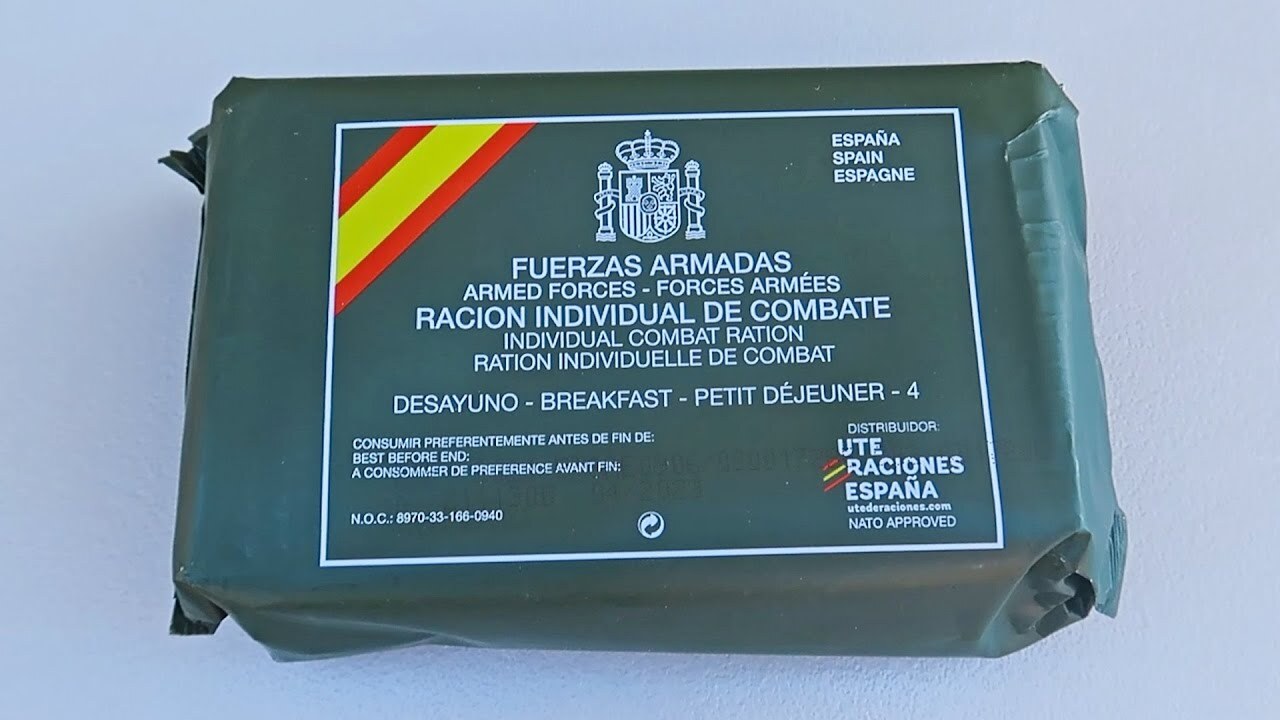 ESPAÑA
SPAIN
ESPAGNE
FUERZAS ARMADAS
ARMED FORCES - FORCES ARMÉES
RACION INDIVIDUAL DE COMBATE
INDIVIDUAL COMBAT RATION
RATION INDIVIDUELLE DE COMBAT
DESAYUNO - BREAKFAST - PETIT DÉJEUNER - 4
CONSUMIR PREFERENTEMENTE ANTES DE FIN DE:
BEST BEFORE END:
A CONSOMMER DE PREFERENCE AVANT FIN:
04/2023
N.O.C.: 8970-33-166-0940
DISTRIBUIDOR:
UTE
RACIONES
ESPAÑA
utederaciones.com
NATO APPROVED